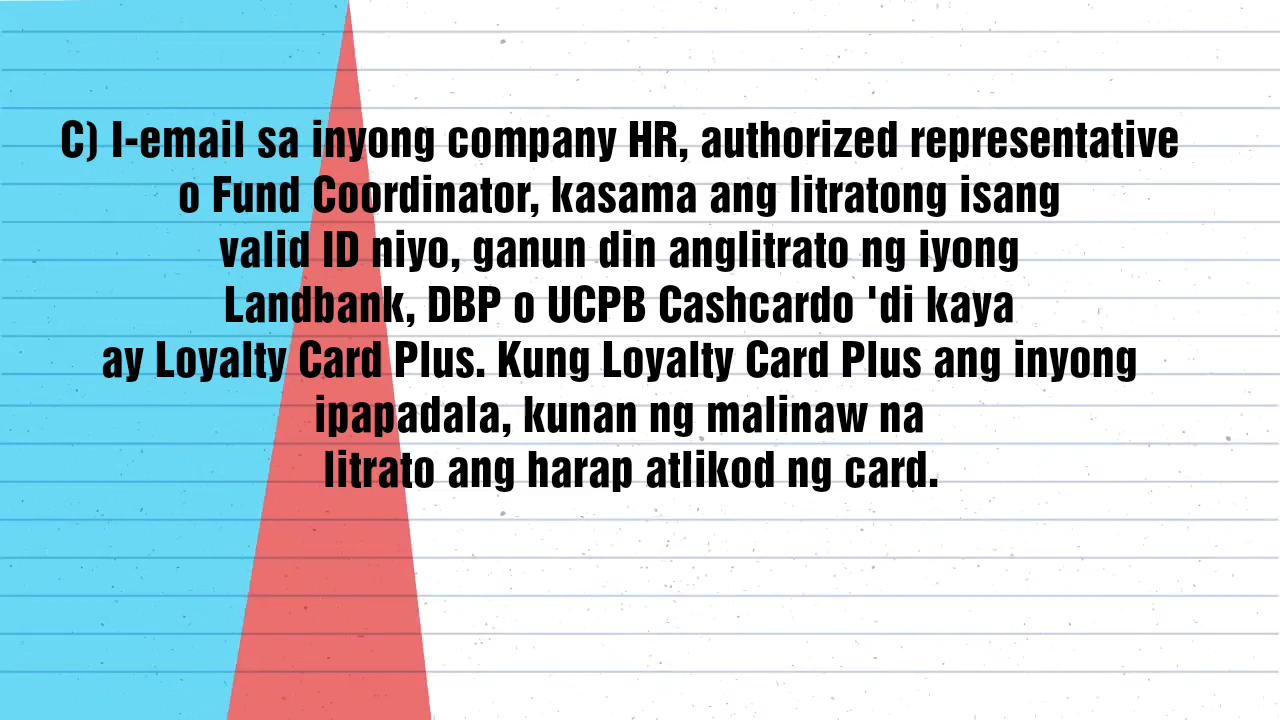 C) I-email sa inyong company HR, authorized representative
o Fund Coordinator, kasama ang litratong isang
valid ID niyo, ganun din anglitrato ng iyong
Landbank, DBP o UCPB Cashcardo 'di kaya
ay Loyalty Card Plus. Kung Loyalty Card Plus ang inyong
ipapadala, kunan ng malinaw na
litrato ang harap atlikod ng card.